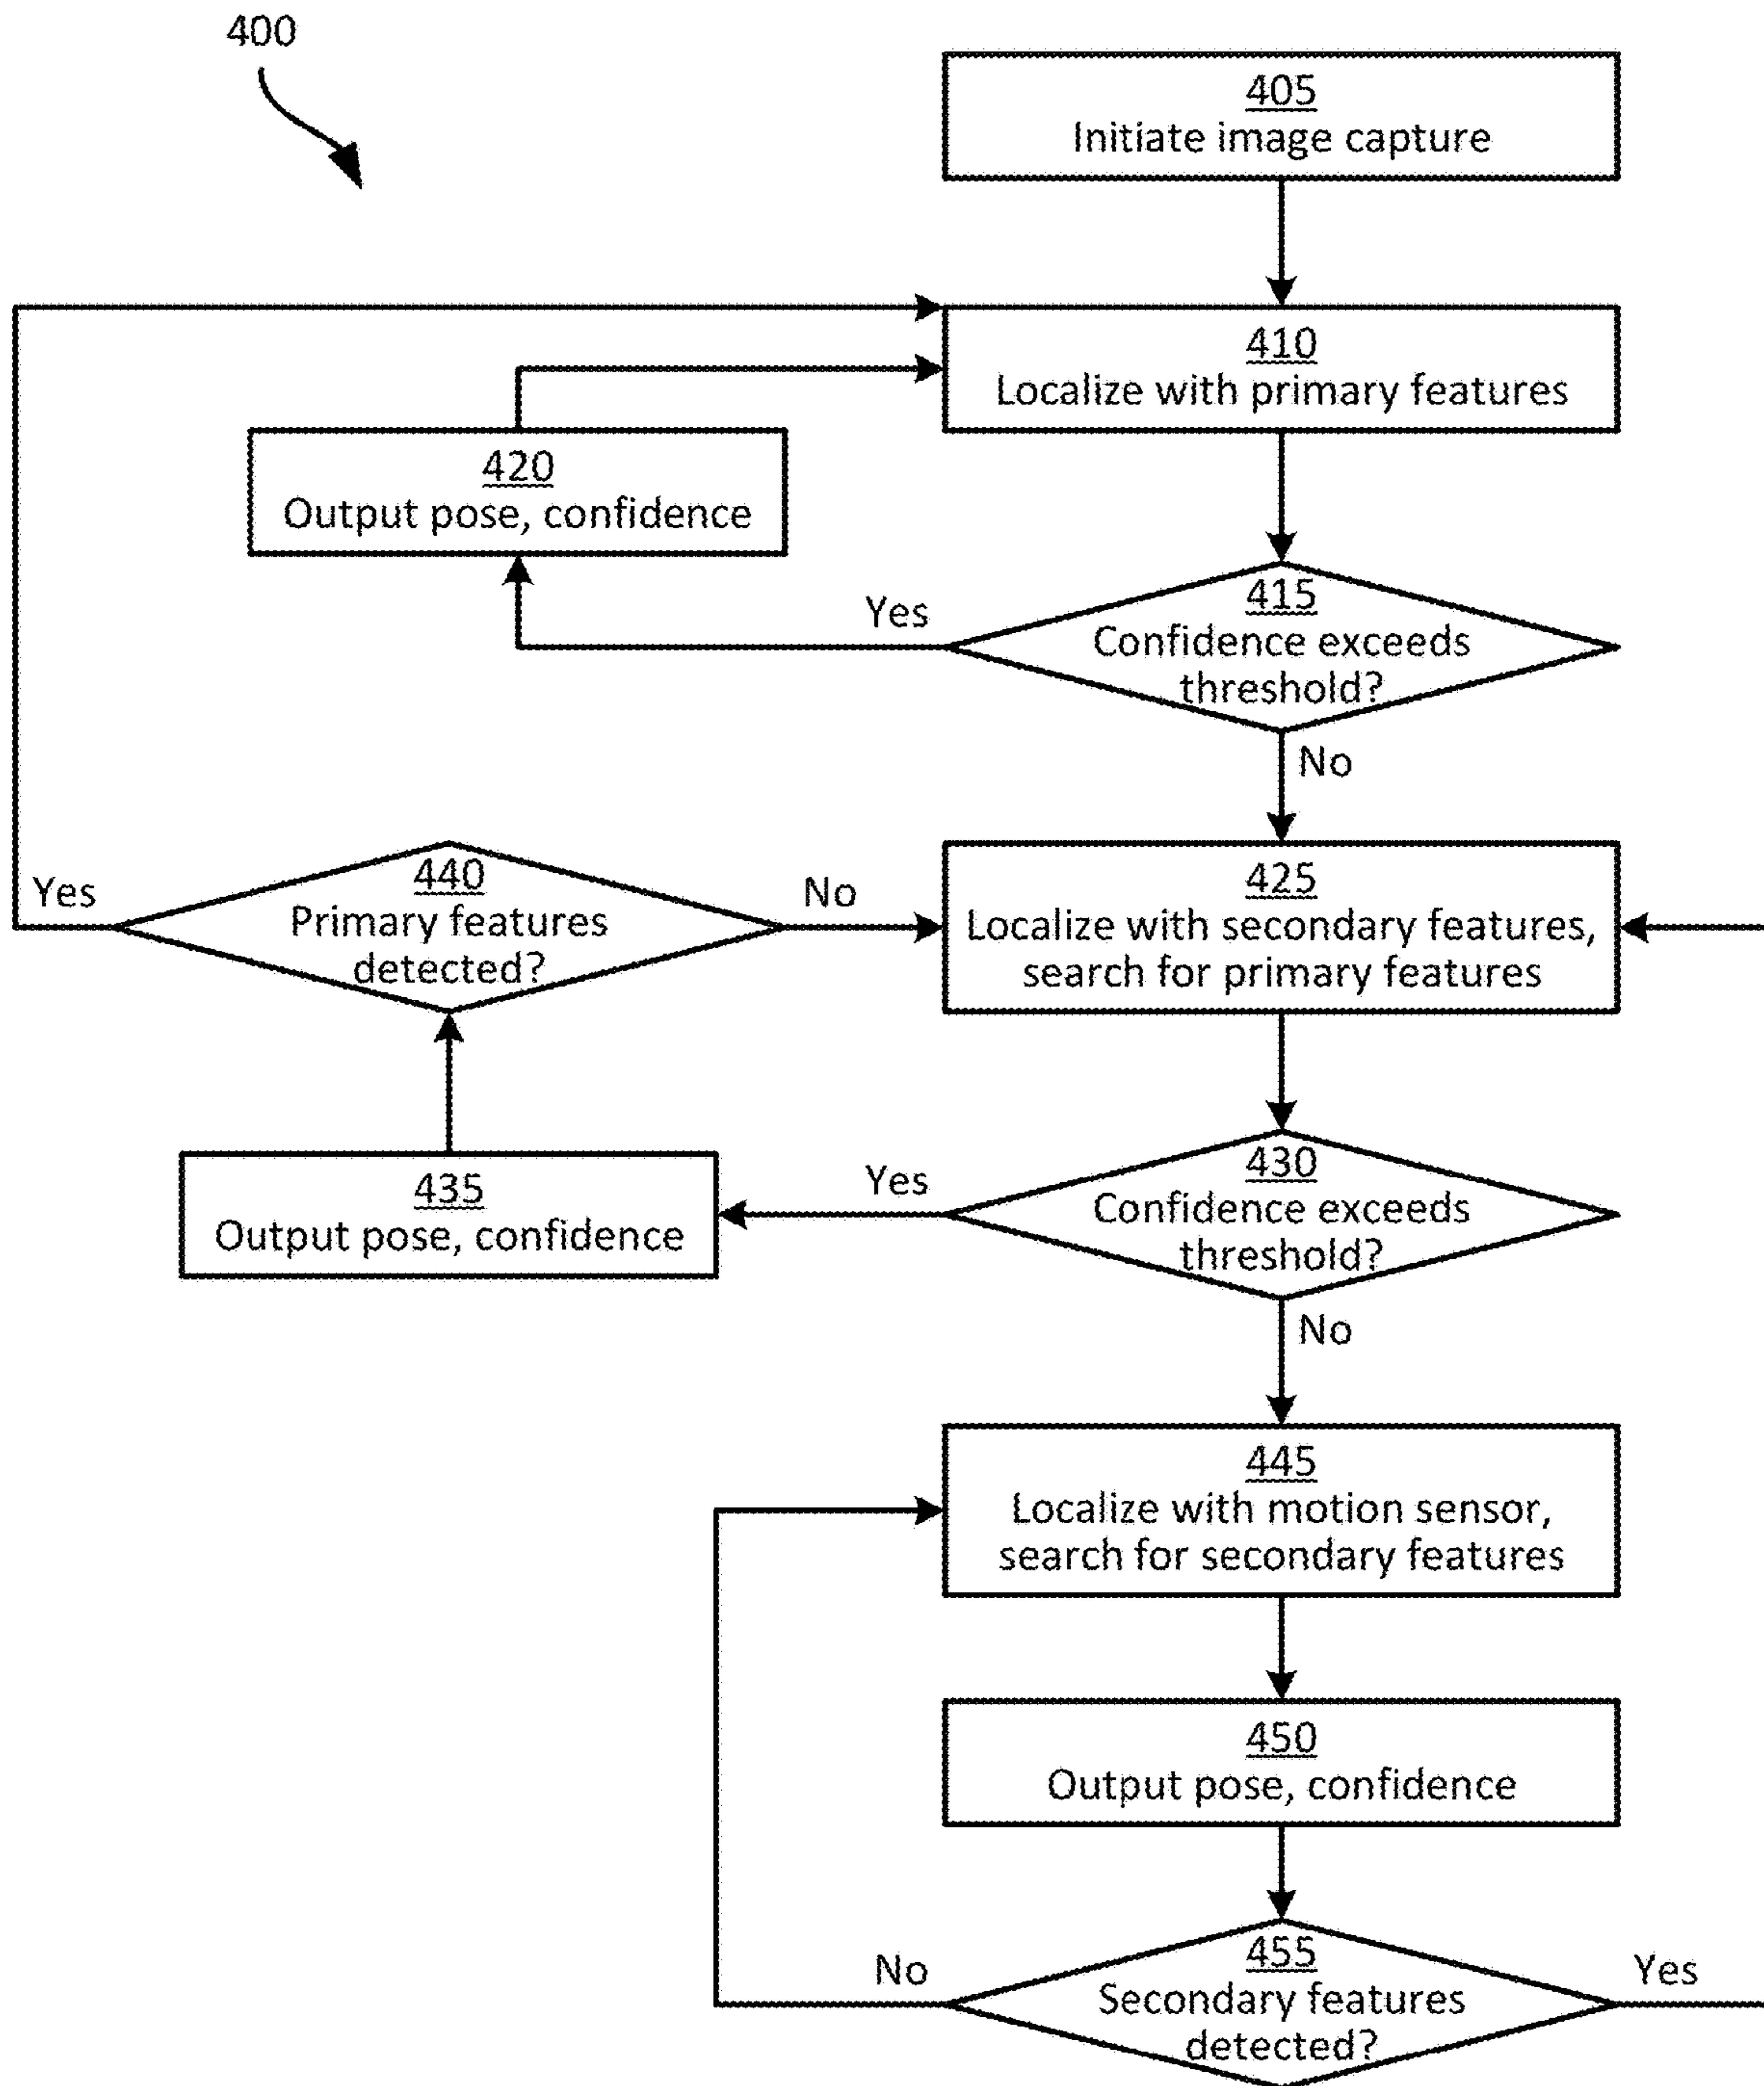 400
405
Initiate image capture
410
Localize with primary features
420
Output pose, confidence
415
Confidence exceeds
threshold?
Yes
No
425
Localize with secondary features,
search for primary features
440
Primary features
detected?
Yes
No
430
Confidence exceeds
threshold?
Yes
No
435
Output pose, confidence
445
Localize with motion sensor,
search for secondary features
450
Output pose, confidence
455
Secondary features
detected?
No
Yes